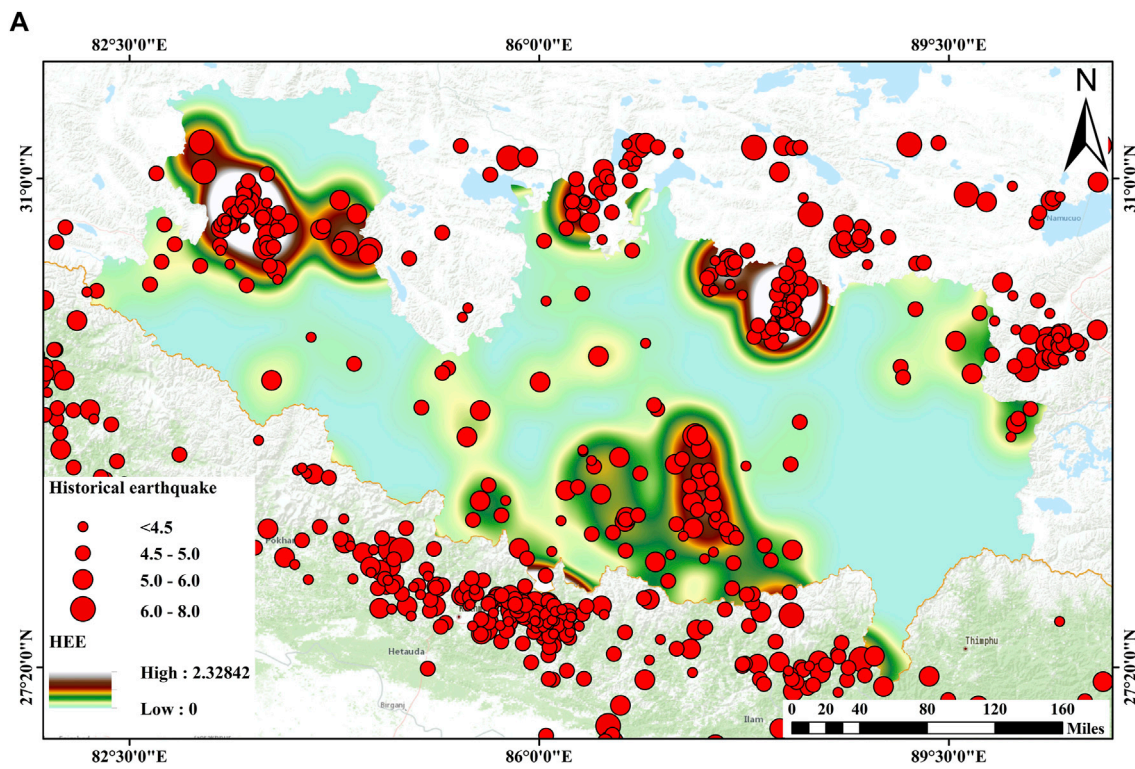 A
82°30'0"E
86°0'0"E
89°30'0"E
N
31°0'0"N
31°0'0"N
Namucuo
Historical earthquake
<4.5
4.5 - 5.0
5.0 - 6.0
6.0 - 8.0
HEE
High : 2.32842
Low : 0
Hetauda
Birganj
Thimphu
Ilam
27°20'0"N
27°20'0"N
0 20 40 80 120 160
Miles
82°30'0"E
86°0'0"E
89°30'0"E